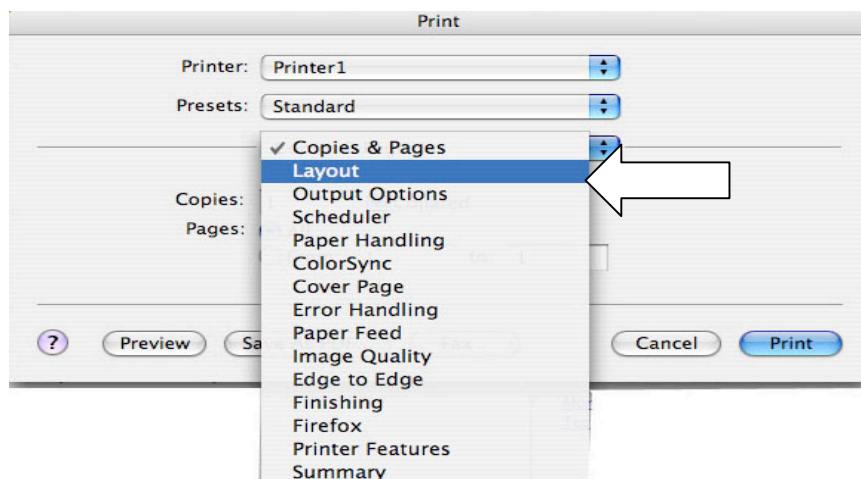 Print
Printer: Printer1
Presets: Standard
✓ Copies & Pages
Layout
Output Options
Copies:
Scheduler
Pages:
Paper Handling
ColorSync
Cover Page
Error Handling
? Preview
Paper Feed
Cancel Print
Image Quality
Edge to Edge
Finishing
Firefox
Printer Features
Summary